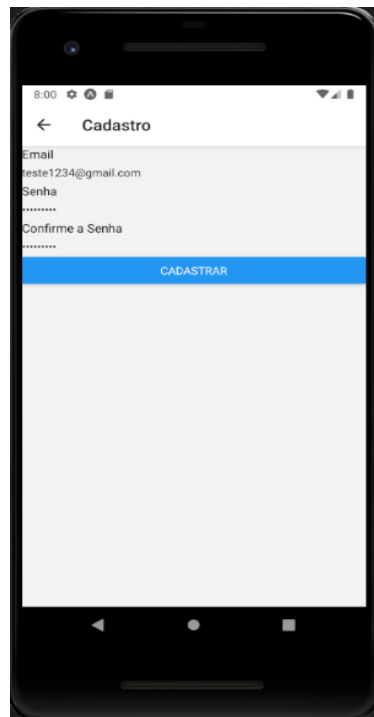 8:00
Cadastro
Email
teste1234@gmail.com
Senha
•••••••••
Confirme a Senha
•••••••••
CADASTRAR